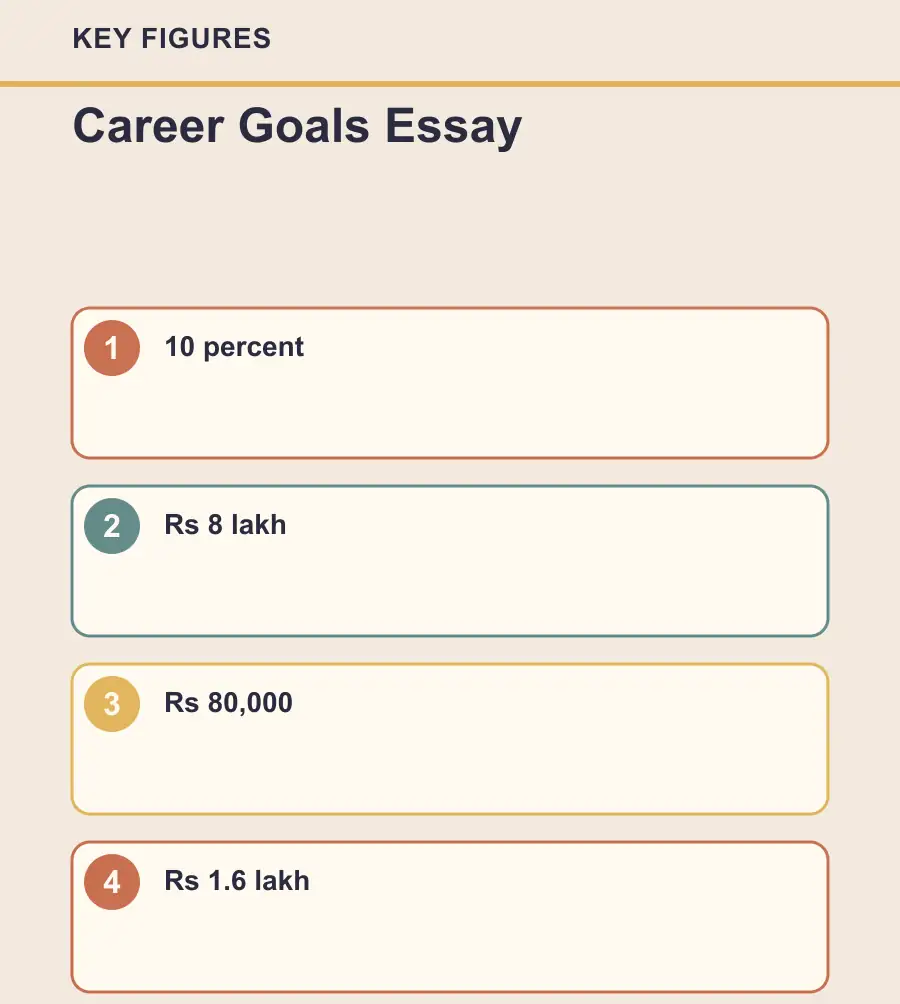 KEY FIGURES
Career Goals Essay
1 10 percent
2 Rs 8 lakh
3 Rs 80,000
4 Rs 1.6 lakh